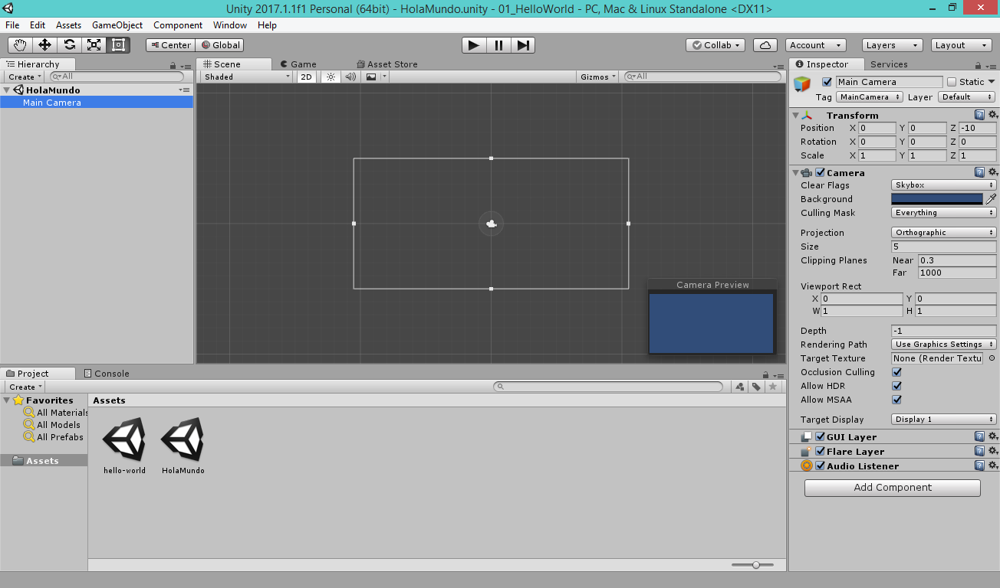 Unity 2017.1.1f1 Personal (64bit) - HolaMundo.unity - 01_HelloWorld - PC, Mac & Linux Standalone <DX11>
File Edit Assets GameObject Component Window Help
Center Global Collab Account Layers Layout
Hierarchy
Create All
HolaMundo
Main Camera
Scene Game Asset Store
Shaded 2D Gizmos All
Camera Preview
Inspector Services
Main Camera Static
Tag MainCamera Layer Default
Transform
Position X 0 Y 0 Z -10
Rotation X 0 Y 0 Z 0
Scale X 1 Y 1 Z 1
Camera
Clear Flags Skybox
Background
Culling Mask Everything
Projection Orthographic
Size 5
Clipping Planes Near 0.3
Far 1000
Viewport Rect
X 0 Y 0
W 1 H 1
Depth -1
Rendering Path Use Graphics Settings
Target Texture None (Render Textu
Occlusion Culling
Allow HDR
Allow MSAA
Target Display Display 1
GUI Layer
Flare Layer
Audio Listener
Add Component
Project Console
Create
Favorites
All Materials
All Models
All Prefabs
Assets
Assets
hello-world HolaMundo